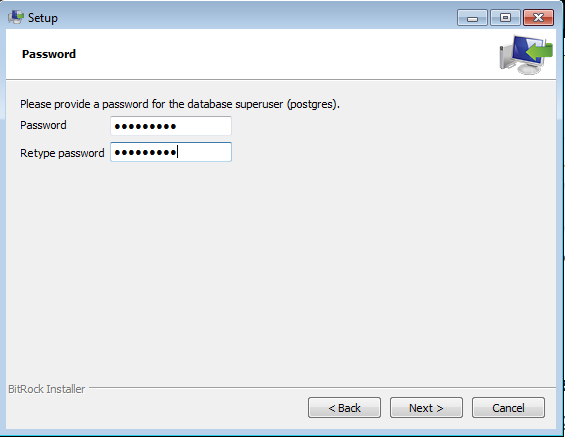 Setup
Password
Please provide a password for the database superuser (postgres).
Password •••••••••
Retype password •••••••••
BitRock Installer
< Back Next > Cancel